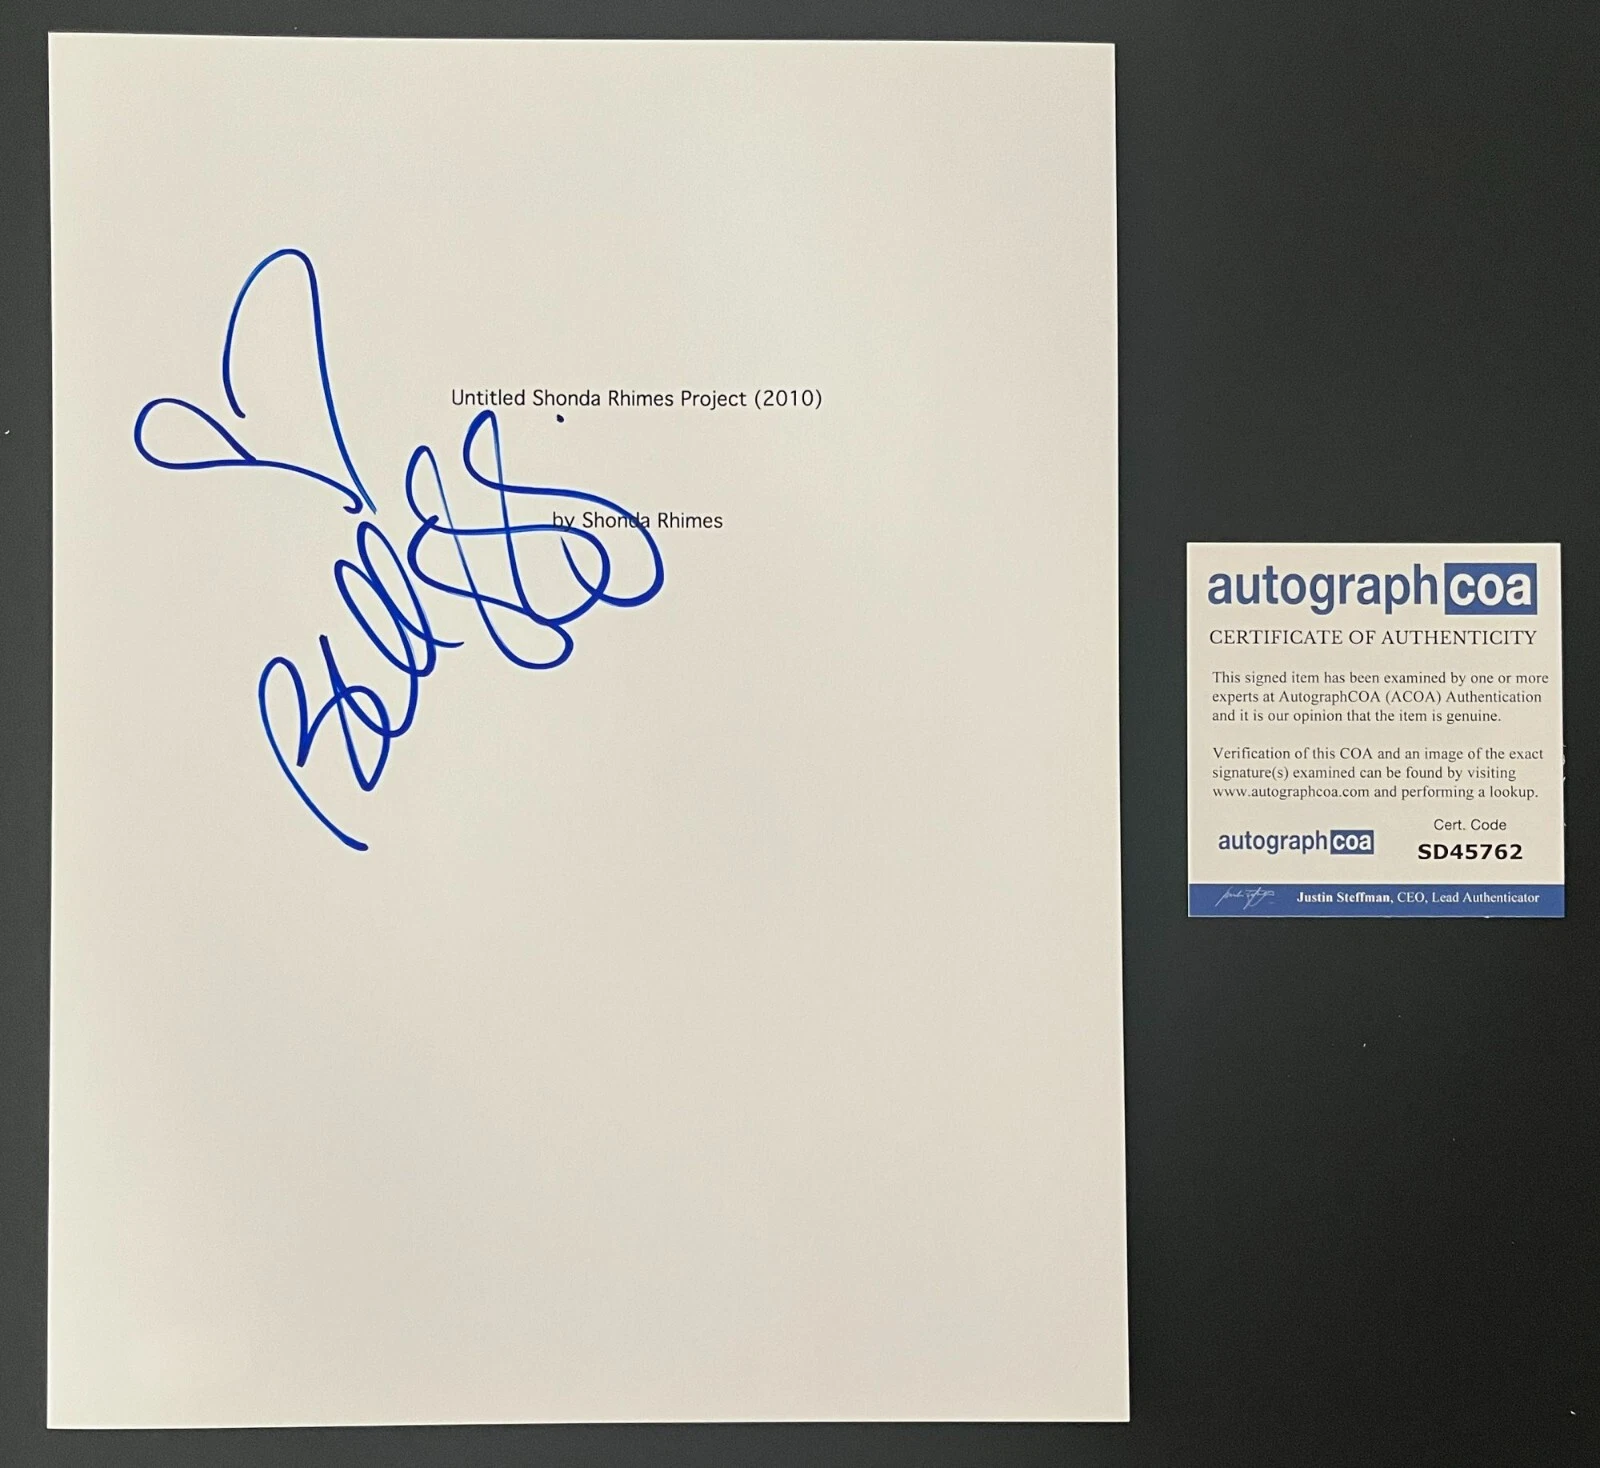 Untitled Shonda Rhimes Project (2010)
by Shonda Rhimes
autographcoa
CERTIFICATE OF AUTHENTICITY
This signed item has been examined by one or more
experts at AutographCOA (ACOA) Authentication
and it is our opinion that the item is genuine.
Verification of this COA and an image of the exact
signature(s) examined can be found by visiting
www.autographcoa.com and performing a lookup.
autographcoa
Cert. Code
SD45762
Justin Steffman, CEO, Lead Authenticator